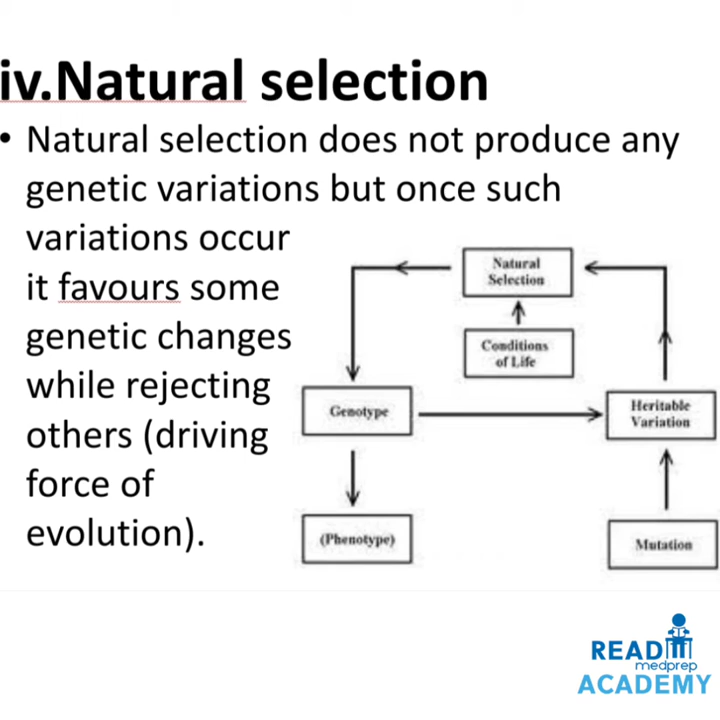 iv.Natural selection
• Natural selection does not produce any
genetic variations but once such
variations occur
it favours some
genetic changes
while rejecting
others (driving
force of
evolution).
Natural
Selection
Conditions
of Life
Genotype
Heritable
Variation
(Phenotype)
Mutation
READ
medprep
ACADEMY